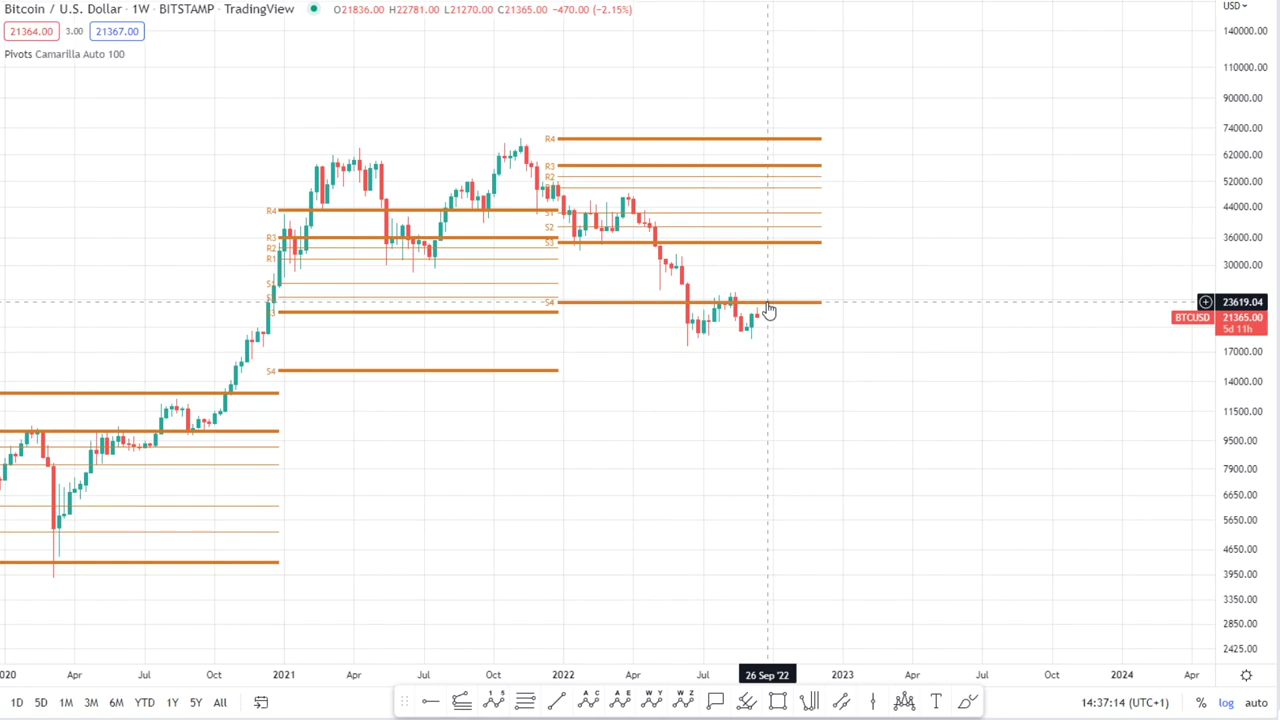 Bitcoin / U.S. Dollar · 1W · BITSTAMP · TradingView O21836.00 H22781.00 L21270.00 C21365.00 −470.00 (−2.15%)
USD
21364.00 3.00 21367.00
Pivots Camarilla Auto 100
140000.00
110000.00
90000.00
74000.00
62000.00
52000.00
44000.00
36000.00
30000.00
23619.04
BTCUSD 21365.00
5d 11h
17000.00
14000.00
11500.00
9500.00
7900.00
6650.00
5650.00
4650.00
3950.00
3350.00
2850.00
2425.00
R4
R3
R2
S2
S3
S4
R4
R3
R2
R1
S4
2020 Apr Jul Oct 2021 Apr Jul Oct 2022 Apr Jul 26 Sep '22 2023 Apr Jul Oct 2024 Apr
1D 5D 1M 3M 6M YTD 1Y 5Y All
14:37:14 (UTC+1) % log auto